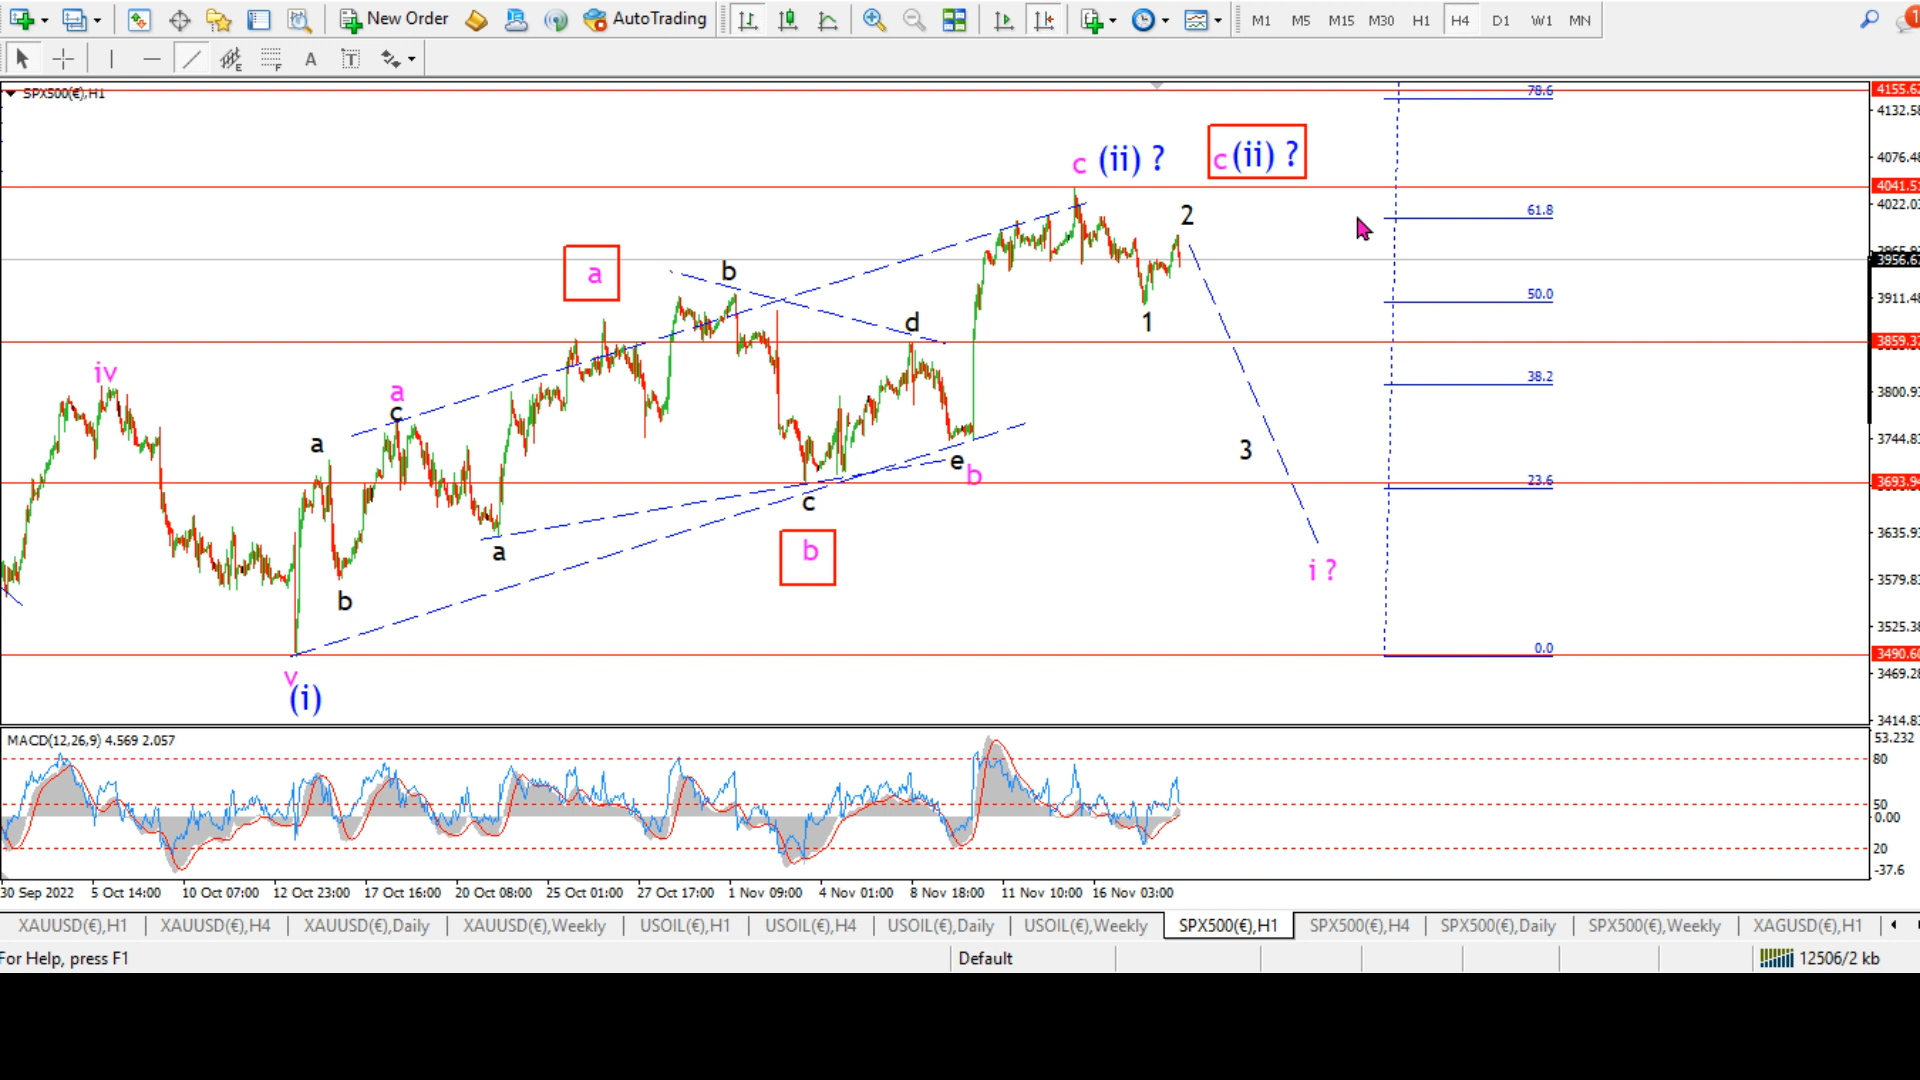 New Order AutoTrading M1 M5 M15 M30 H1 H4 D1 W1 MN 1
E F A T
SPX500(€),H1
78.6 4155.6
4132.58
c (ii) ? c (ii) ? 4076.48
4041.5
61.8 4022.0
2
a b 3956.6
50.0 3911.48
1 d
3859.3
iv 38.2
a 3800.9
c
a 3 3744.8
e b
23.6 3693.9
c
a b 3635.9
i ? 3579.8
b
3525.38
0.0 3490.60
v 3469.28
(i)
3414.8
MACD(12,26,9) 4.569 2.057 53.232
80
50
0.00
20
-37.6
30 Sep 2022 5 Oct 14:00 10 Oct 07:00 12 Oct 23:00 17 Oct 16:00 20 Oct 08:00 25 Oct 01:00 27 Oct 17:00 1 Nov 09:00 4 Nov 01:00 8 Nov 18:00 11 Nov 10:00 16 Nov 03:00
XAUUSD(€),H1 XAUUSD(€),H4 XAUUSD(€),Daily XAUUSD(€),Weekly USOIL(€),H1 USOIL(€),H4 USOIL(€),Daily USOIL(€),Weekly SPX500(€),H1 SPX500(€),H4 SPX500(€),Daily SPX500(€),Weekly XAGUSD(€),H1
For Help, press F1 Default 12506/2 kb